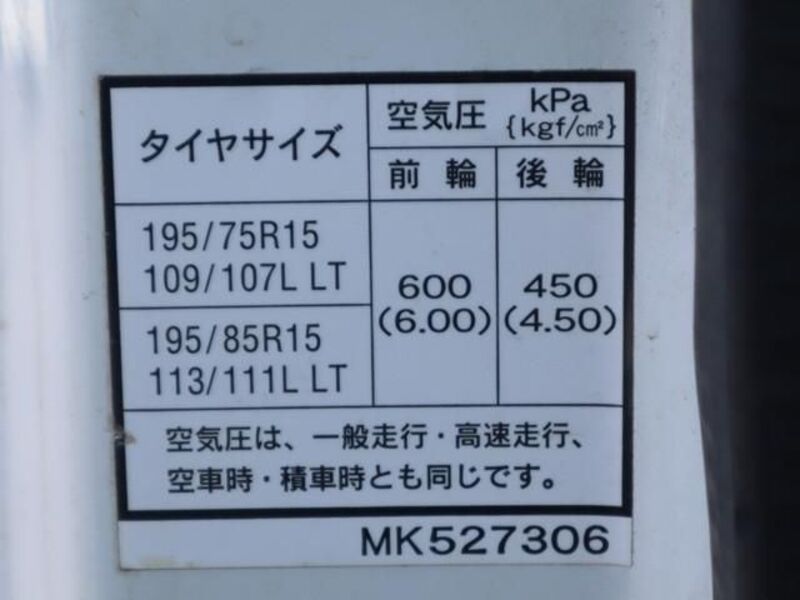 タイヤサイズ
空気圧 kPa
{kgf/cm²}
前輪 後輪
195/75R15
109/107L LT
195/85R15
113/111L LT
600
(6.00)
450
(4.50)
空気圧は、一般走行・高速走行、
空車時・積車時とも同じです。
MK527306